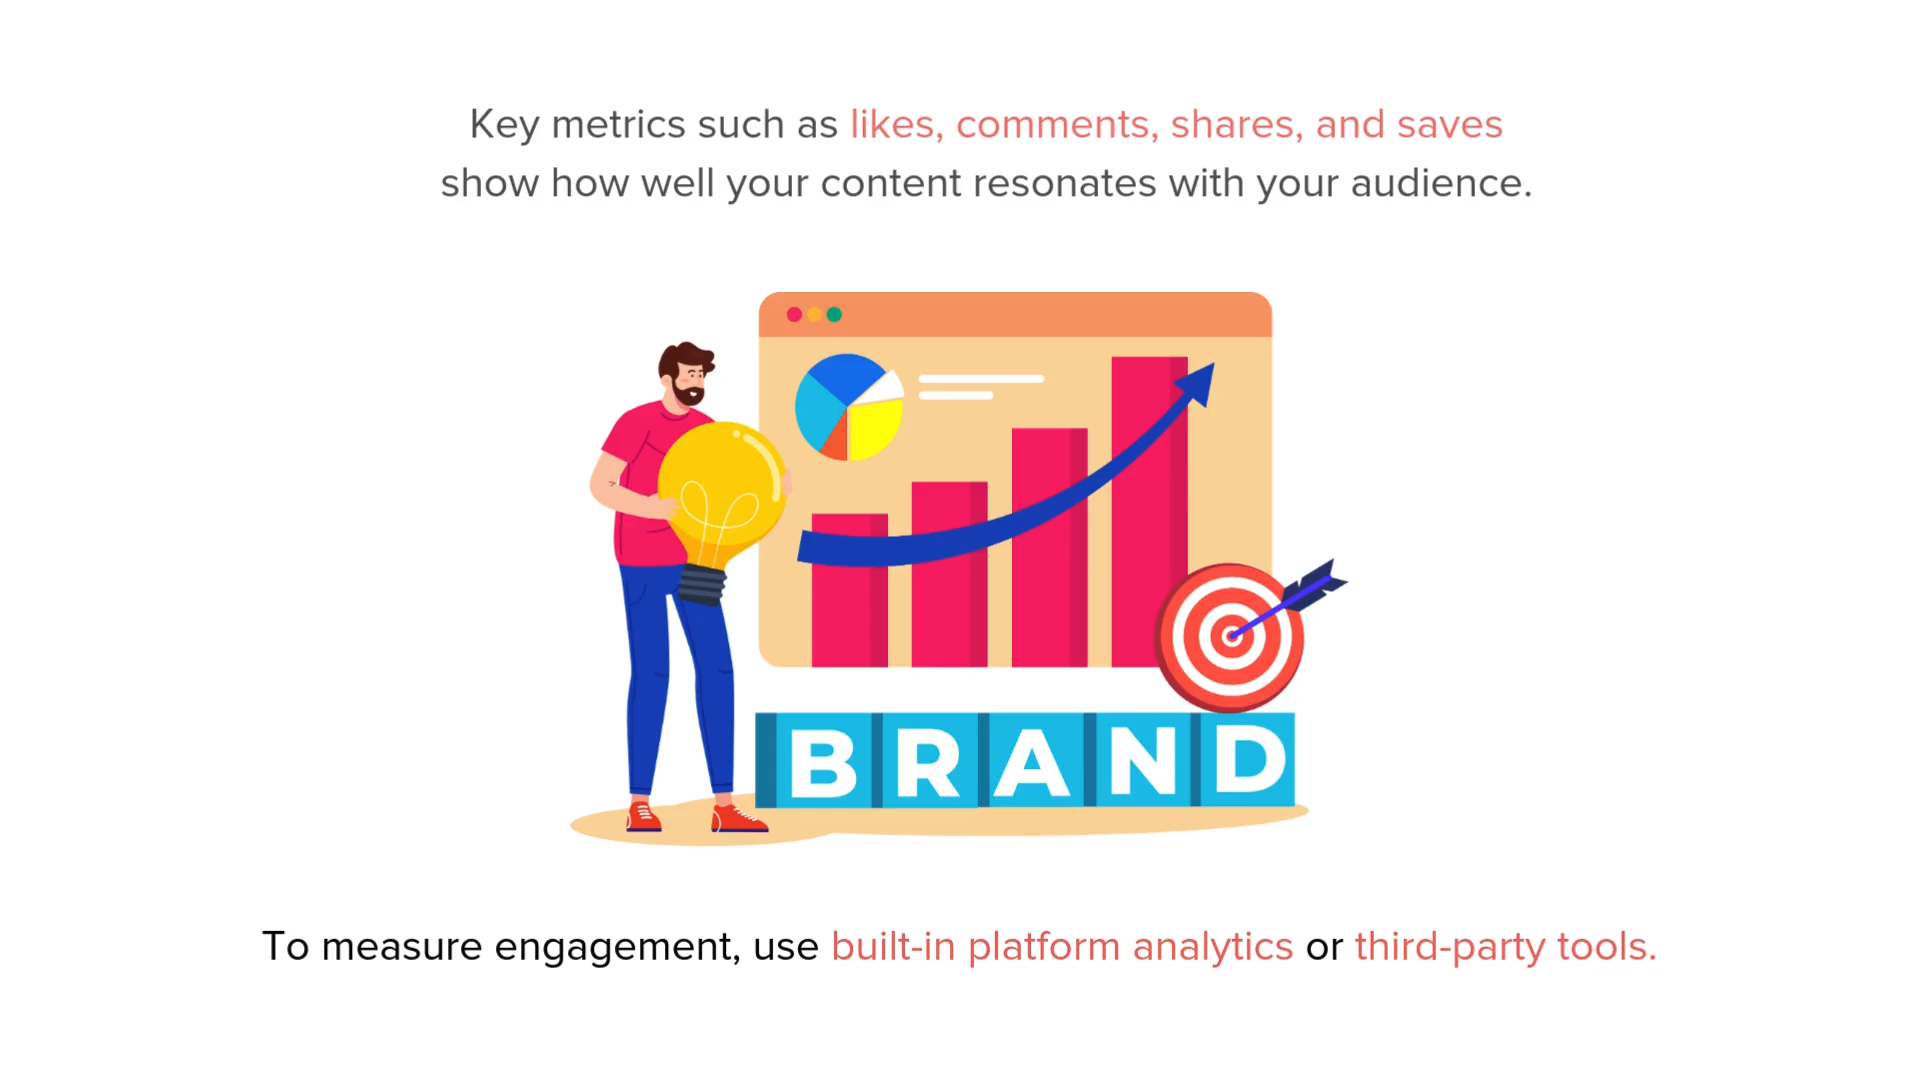 Key metrics such as likes, comments, shares, and saves
show how well your content resonates with your audience.
BRAND
To measure engagement, use built-in platform analytics or third-party tools.